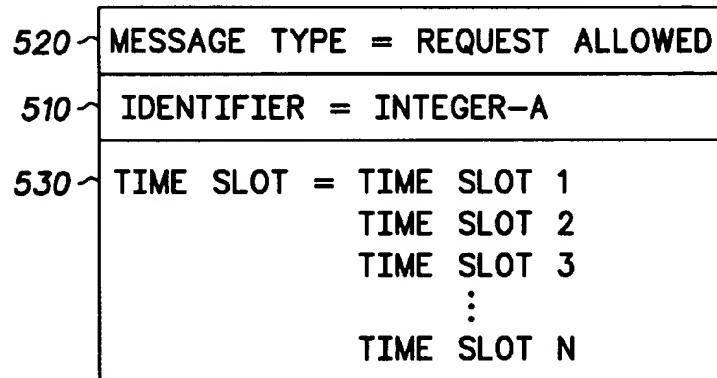 520 MESSAGE TYPE = REQUEST ALLOWED
510 IDENTIFIER = INTEGER-A
530 TIME SLOT = TIME SLOT 1
TIME SLOT 2
TIME SLOT 3
⋮
TIME SLOT N